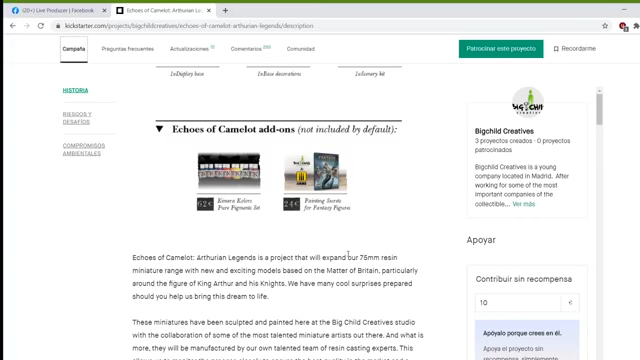 (20+) Live Producer | Facebook
Echoes of Camelot: Arthurian Le
kickstarter.com/projects/bigchildcreatives/echoes-of-camelot-arthurian-legends/description
Campaña
Preguntas frecuentes
Actualizaciones
Comentarios
Comunidad
Patrocinar este proyecto
Recordarme
1xDisplay base
1xBase decorations
1xScenery kit
HISTORIA
RIESGOS Y
DESAFÍOS
COMPROMISOS
AMBIENTALES
▼ Echoes of Camelot add-ons (not included by default):
62€
Kimera Kolors
Pure Pigments Set
24€
Painting Secrets
for Fantasy Figures
Echoes of Camelot: Arthurian Legends is a project that will expand our 75mm resin
miniature range with new and exciting models based on the Matter of Britain, particularly
around the figure of King Arthur and his Knights. We have many cool surprises prepared
should you help us bring this dream to life.
These miniatures have been sculpted and painted here at the Big Child Creatives studio
with the collaboration of some of the most talented miniature artists out there. And what is
more, they will be manufactured by our own talented team of resin casting experts. This
BIG CHILD
Bigchild Creatives
3 proyectos creados · 0 proyectos
patrocinados
Bigchild Creatives is a young
company located in Madrid. After
working for some of the most
important companies of the
collectible... Ver más
Apoyar
Contribuir sin recompensa
10 €
Apóyalo porque crees en él.
Apoya el proyecto sin